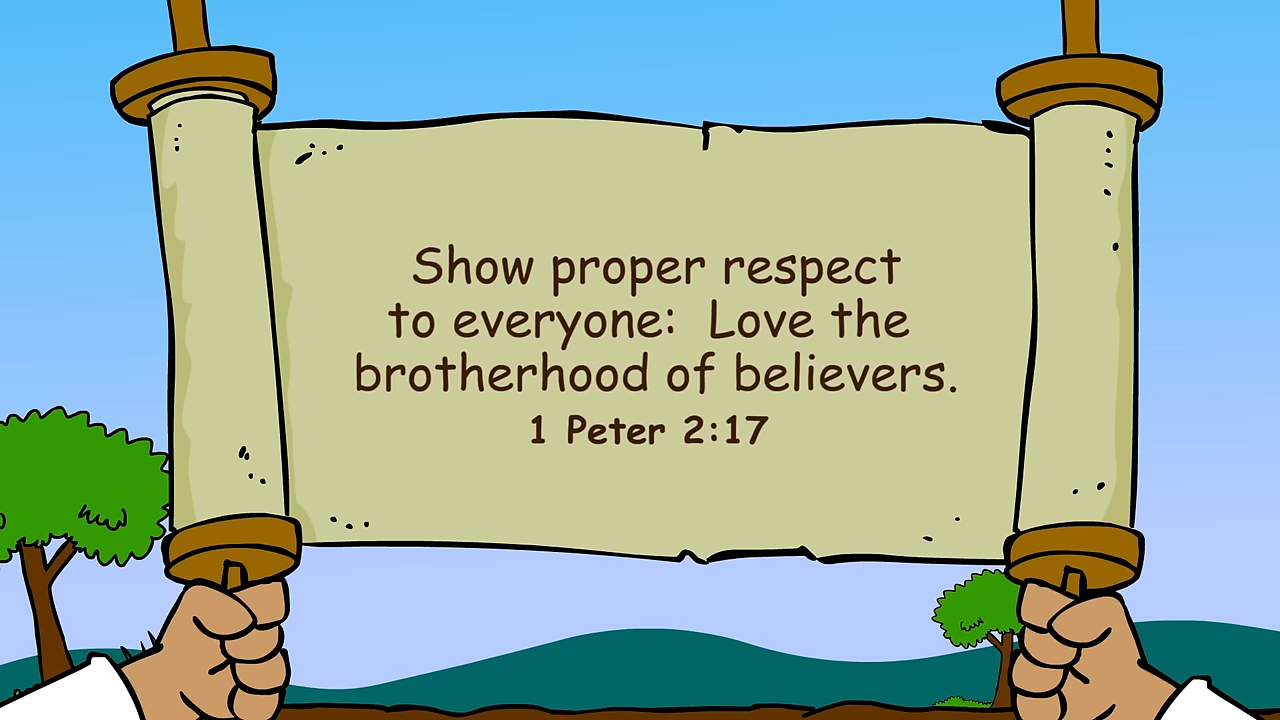 Show proper respect
to everyone:  Love the
brotherhood of believers.
1 Peter 2:17